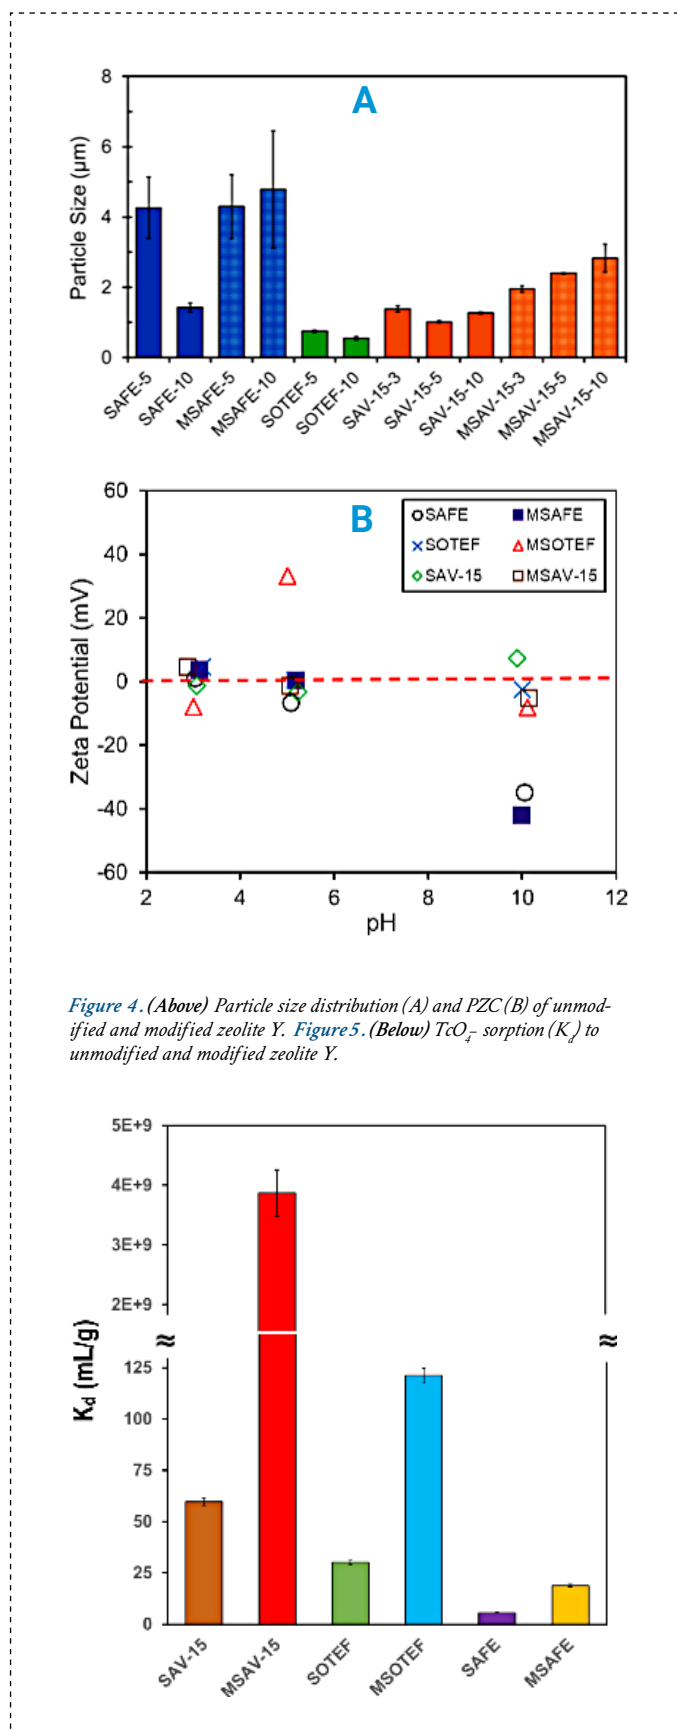 A
8
6
4
2
0
Particle Size (µm)
SAFE-5
SAFE-10
MSAFE-5
MSAFE-10
SOTEF-5
SOTEF-10
SAV-15-3
SAV-15-5
SAV-15-10
MSAV-15-3
MSAV-15-5
MSAV-15-10
B
60
40
20
0
-20
-40
-60
Zeta Potential (mV)
SAFE MSAFE
SOTEF MSOTEF
SAV-15 MSAV-15
2 4 6 8 10 12
pH
Figure 4. (Above) Particle size distribution (A) and PZC (B) of unmod-
ified and modified zeolite Y. Figure 5. (Below) TcO4– sorption (Kd) to
unmodified and modified zeolite Y.
5E+9
4E+9
3E+9
2E+9
125
100
75
50
25
0
Kd (mL/g)
SAV-15
MSAV-15
SOTEF
MSOTEF
SAFE
MSAFE